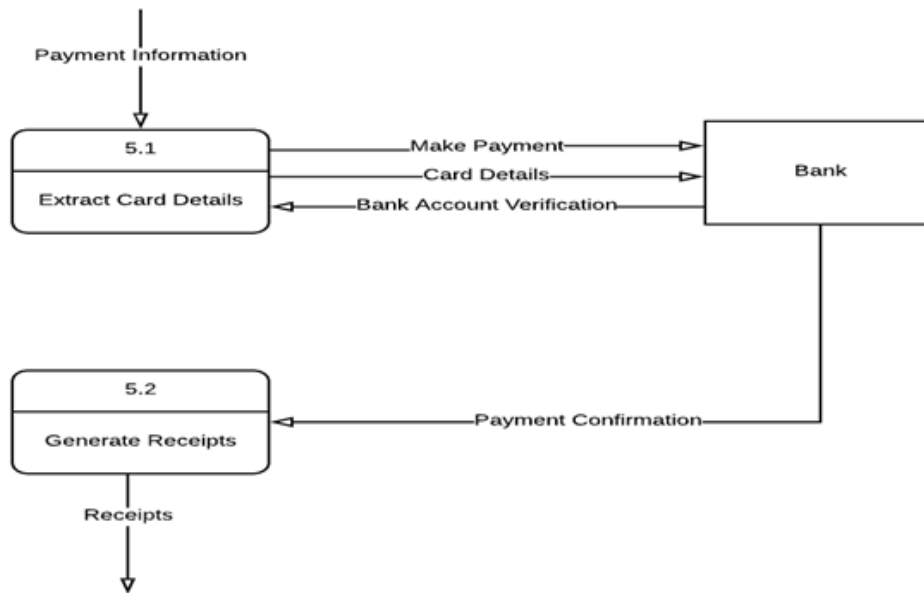 Payment Information
5.1
Extract Card Details
Make Payment
Card Details
Bank Account Verification
Bank
5.2
Generate Receipts
Payment Confirmation
Receipts